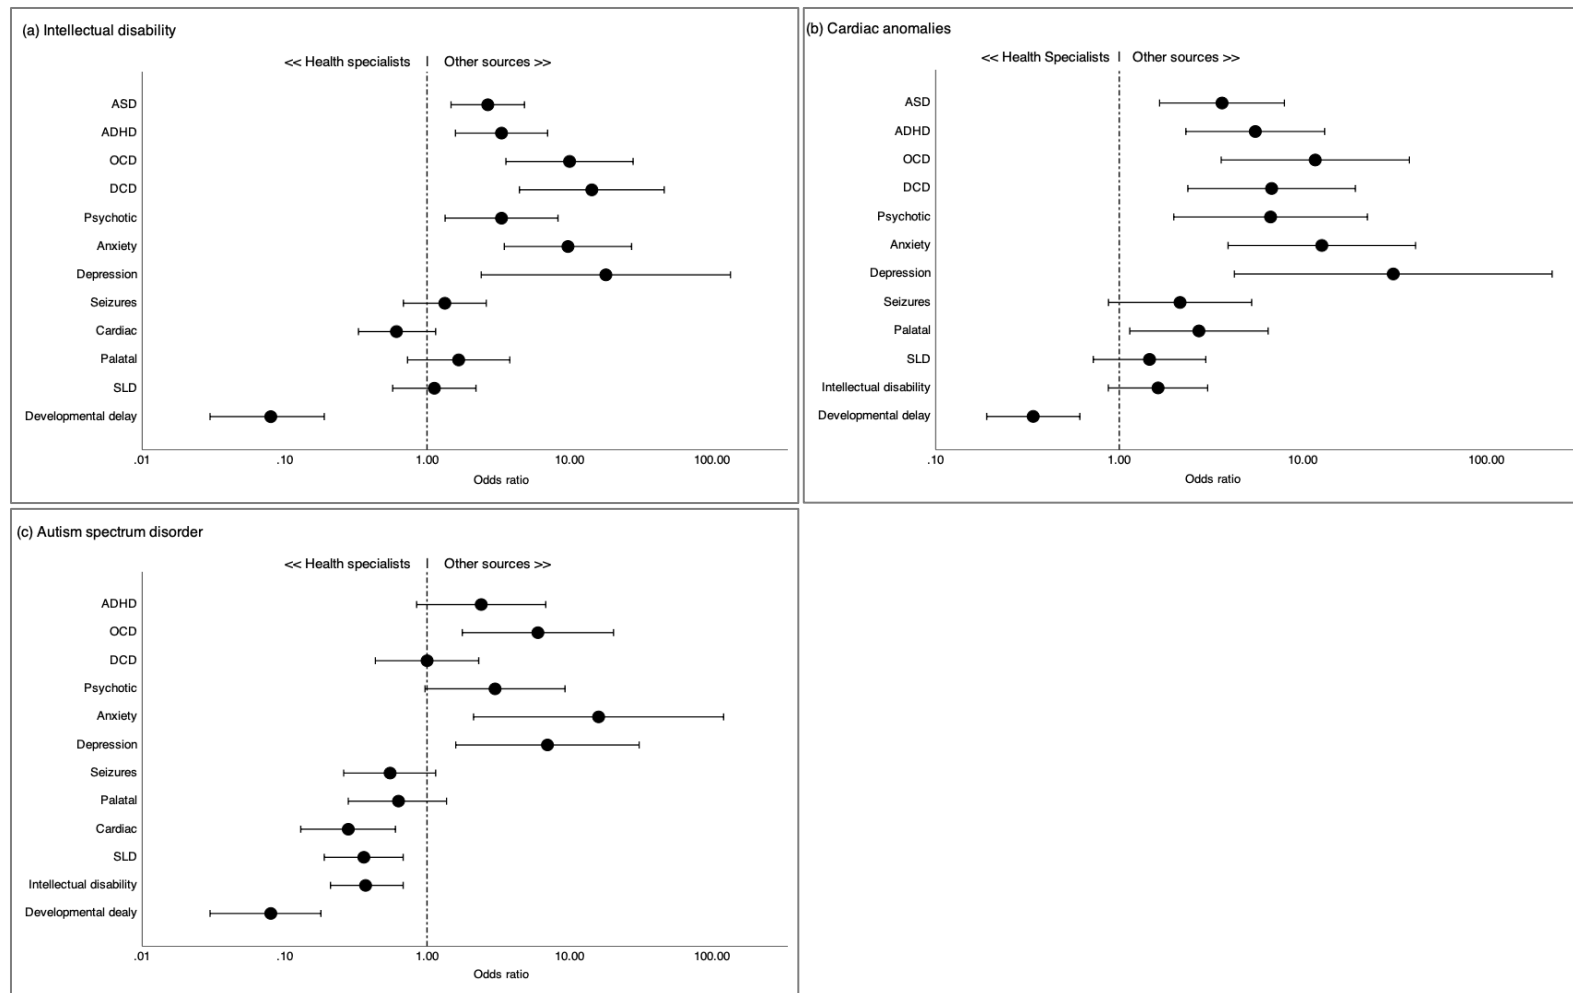 (a) Intellectual disability
<< Health specialists | Other sources >>
ASD
ADHD
OCD
DCD
Psychotic
Anxiety
Depression
Seizures
Cardiac
Palatal
SLD
Developmental delay
.01 .10 1.00 10.00 100.00
Odds ratio
(b) Cardiac anomalies
<< Health Specialists | Other sources >>
ASD
ADHD
OCD
DCD
Psychotic
Anxiety
Depression
Seizures
Palatal
SLD
Intellectual disability
Developmental delay
.10 1.00 10.00 100.00
Odds ratio
(c) Autism spectrum disorder
<< Health specialists | Other sources >>
ADHD
OCD
DCD
Psychotic
Anxiety
Depression
Seizures
Palatal
Cardiac
SLD
Intellectual disability
Developmental dealy
.01 .10 1.00 10.00 100.00
Odds ratio